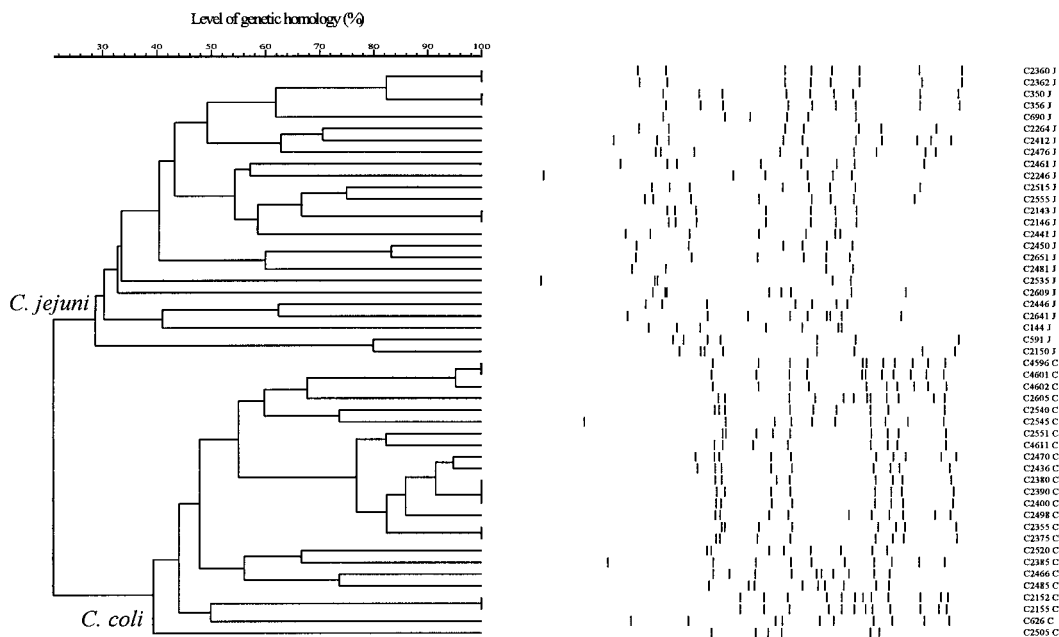 Level of genetic homology (%)
30 40 50 60 70 80 90 100
C2360 J
C2362 J
C350 J
C356 J
C690 J
C2264 J
C2412 J
C2476 J
C2461 J
C2246 J
C2515 J
C2555 J
C2143 J
C2146 J
C2441 J
C2450 J
C2651 J
C2481 J
C2535 J
C. jejuni
C2609 J
C2446 J
C2641 J
C144 J
C591 J
C2150 J
C4596 C
C4601 C
C4602 C
C2605 C
C2540 C
C2545 C
C2551 C
C4611 C
C2470 C
C2436 C
C2380 C
C2390 C
C2400 C
C2498 C
C2355 C
C2375 C
C2520 C
C2385 C
C2466 C
C2485 C
C2152 C
C2155 C
C. coli
C626 C
C2505 C